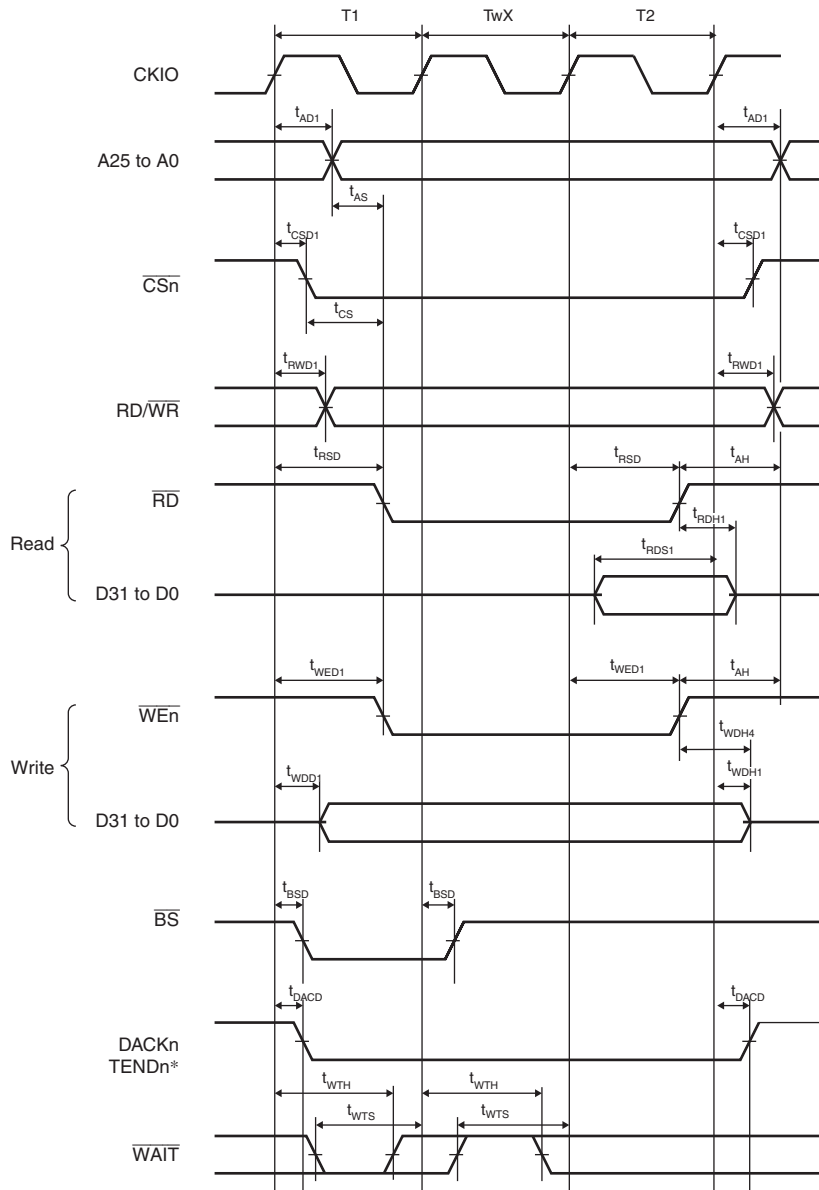 T1 TwX T2
CKIO
tAD1 tAD1
A25 to A0
tAS
tCSD1 tCSD1
CSn
tCS
tRWD1 tRWD1
RD/WR
tRSD tRSD tAH
RD
tRDH1
Read
tRDS1
D31 to D0
tWED1 tWED1 tAH
WEn
tWDH4
Write
tWDD1 tWDH1
D31 to D0
tBSD tBSD
BS
tDACD tDACD
DACKn
TENDn*
tWTH tWTH
tWTS tWTS
WAIT